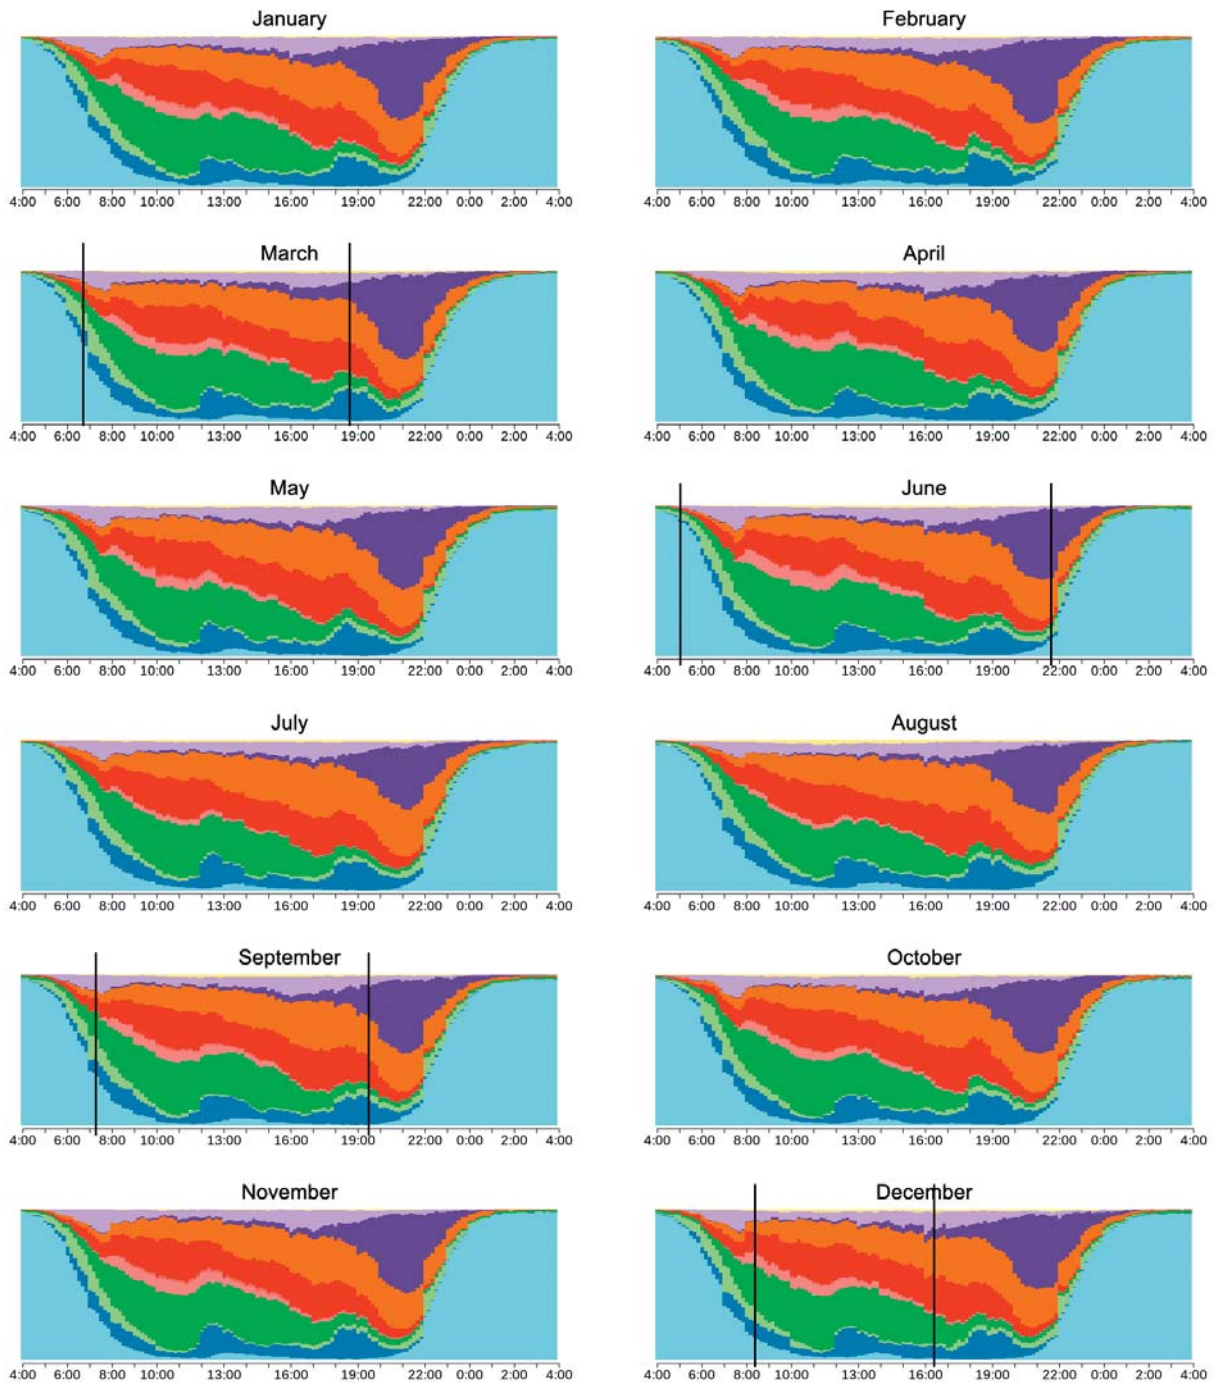 January February
4:00 6:00 8:00 10:00 13:00 16:00 19:00 22:00 0:00 2:00 4:00 4:00 6:00 8:00 10:00 13:00 16:00 19:00 22:00 0:00 2:00 4:00
March April
4:00 6:00 8:00 10:00 13:00 16:00 19:00 22:00 0:00 2:00 4:00 4:00 6:00 8:00 10:00 13:00 16:00 19:00 22:00 0:00 2:00 4:00
May June
4:00 6:00 8:00 10:00 13:00 16:00 19:00 22:00 0:00 2:00 4:00 4:00 6:00 8:00 10:00 13:00 16:00 19:00 22:00 0:00 2:00 4:00
July August
4:00 6:00 8:00 10:00 13:00 16:00 19:00 22:00 0:00 2:00 4:00 4:00 6:00 8:00 10:00 13:00 16:00 19:00 22:00 0:00 2:00 4:00
September October
4:00 6:00 8:00 10:00 13:00 16:00 19:00 22:00 0:00 2:00 4:00 4:00 6:00 8:00 10:00 13:00 16:00 19:00 22:00 0:00 2:00 4:00
November December
4:00 6:00 8:00 10:00 13:00 16:00 19:00 22:00 0:00 2:00 4:00 4:00 6:00 8:00 10:00 13:00 16:00 19:00 22:00 0:00 2:00 4:00